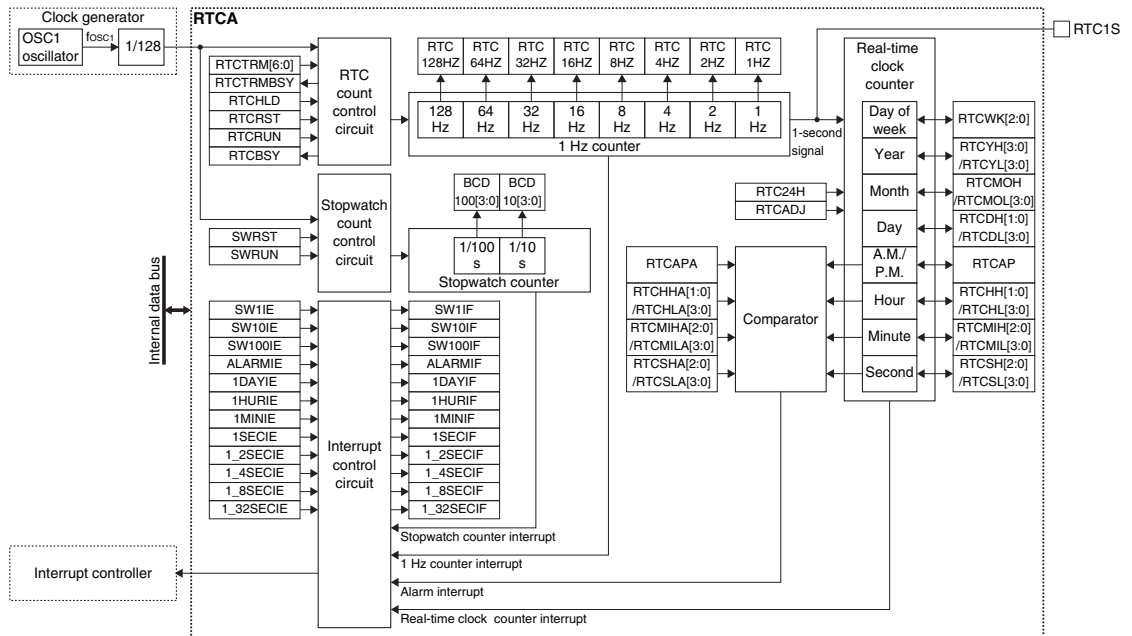 Clock generator
OSC1
oscillator
fOSC1
1/128
RTCA
RTC1S
RTCTRM[6:0]
RTCTRMBSY
RTCHLD
RTCRST
RTCRUN
RTCBSY
RTC
count
control
circuit
RTC
128HZ
RTC
64HZ
RTC
32HZ
RTC
16HZ
RTC
8HZ
RTC
4HZ
RTC
2HZ
RTC
1HZ
128
Hz
64
Hz
32
Hz
16
Hz
8
Hz
4
Hz
2
Hz
1
Hz
1 Hz counter
1-second
signal
Real-time
clock
counter
Day of
week
Year
Month
Day
A.M./
P.M.
Hour
Minute
Second
RTCWK[2:0]
RTCYH[3:0]
/RTCYL[3:0]
RTCMOH
/RTCMOL[3:0]
RTCDH[1:0]
/RTCDL[3:0]
RTCAP
RTCHH[1:0]
/RTCHL[3:0]
RTCMIH[2:0]
/RTCMIL[3:0]
RTCSH[2:0]
/RTCSL[3:0]
RTC24H
RTCADJ
SWRST
SWRUN
Stopwatch
count
control
circuit
BCD
100[3:0]
BCD
10[3:0]
1/100
s
1/10
s
Stopwatch counter
RTCAPA
RTCHHA[1:0]
/RTCHLA[3:0]
RTCMIHA[2:0]
/RTCMILA[3:0]
RTCSHA[2:0]
/RTCSLA[3:0]
Comparator
Internal data bus
SW1IE
SW10IE
SW100IE
ALARMIE
1DAYIE
1HURIE
1MINIE
1SECIE
1_2SECIE
1_4SECIE
1_8SECIE
1_32SECIE
Interrupt
control
circuit
SW1IF
SW10IF
SW100IF
ALARMIF
1DAYIF
1HURIF
1MINIF
1SECIF
1_2SECIF
1_4SECIF
1_8SECIF
1_32SECIF
Stopwatch counter interrupt
1 Hz counter interrupt
Alarm interrupt
Real-time clock counter interrupt
Interrupt controller